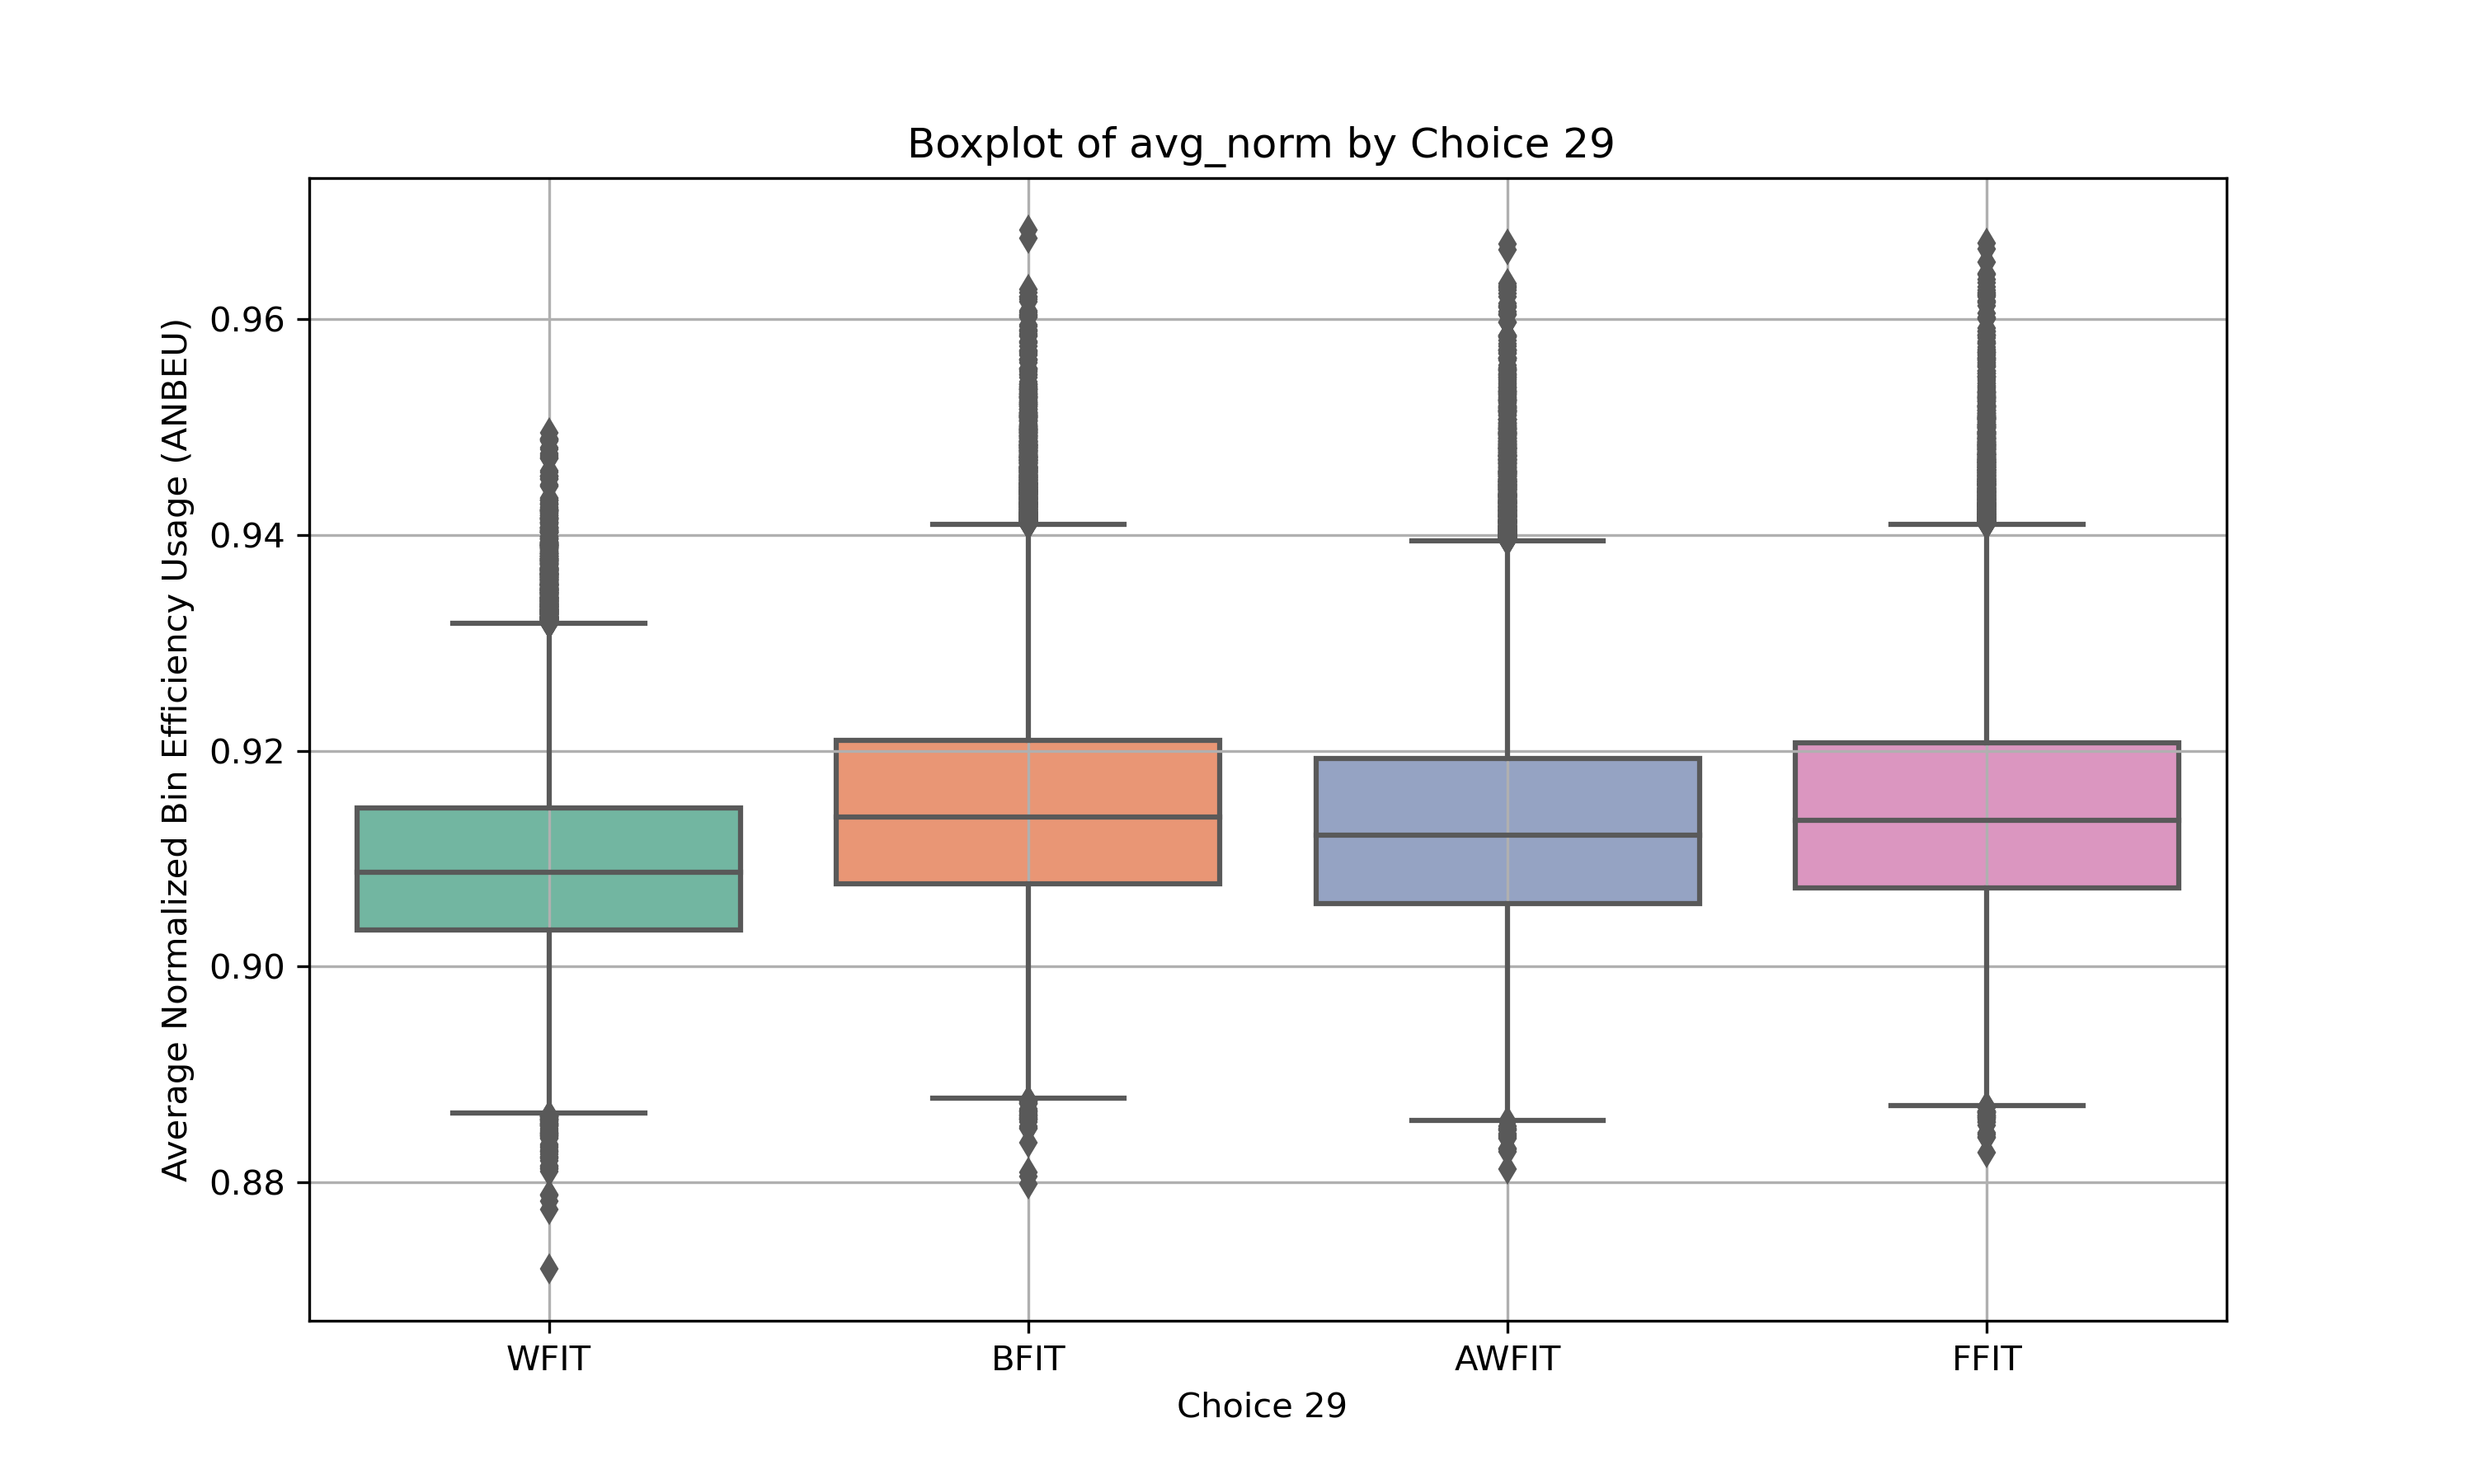 Boxplot of avg_norm by Choice 29
Average Normalized Bin Efficiency Usage (ANBEU)
0.96
0.94
0.92
0.90
0.88
WFIT BFIT AWFIT FFIT
Choice 29